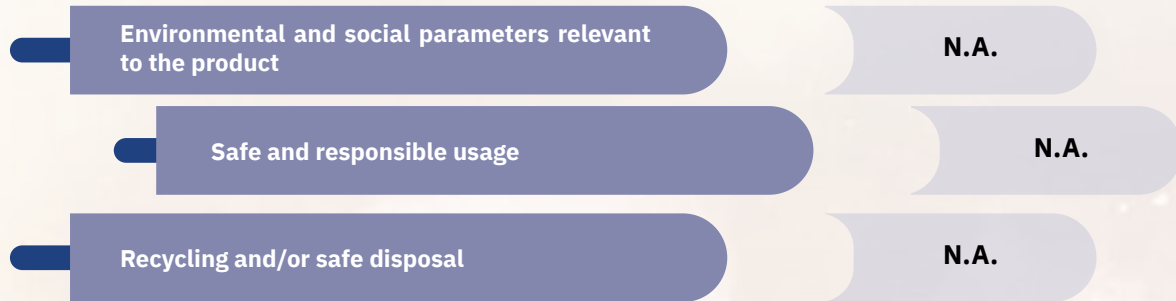 Environmental and social parameters relevant
to the product
N.A.
Safe and responsible usage
N.A.
Recycling and/or safe disposal
N.A.